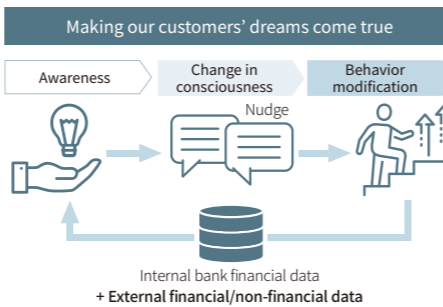 Making our customers’ dreams come true
Awareness
Change in
consciousness
Behavior
modification
Nudge
Internal bank financial data
+ External financial/non-financial data